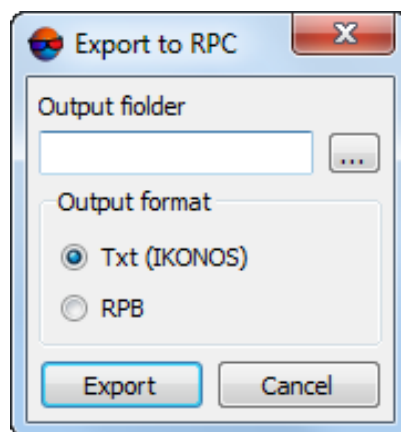 Export to RPC
Output fiolder
...
Output format
Txt (IKONOS)
RPB
Export Cancel